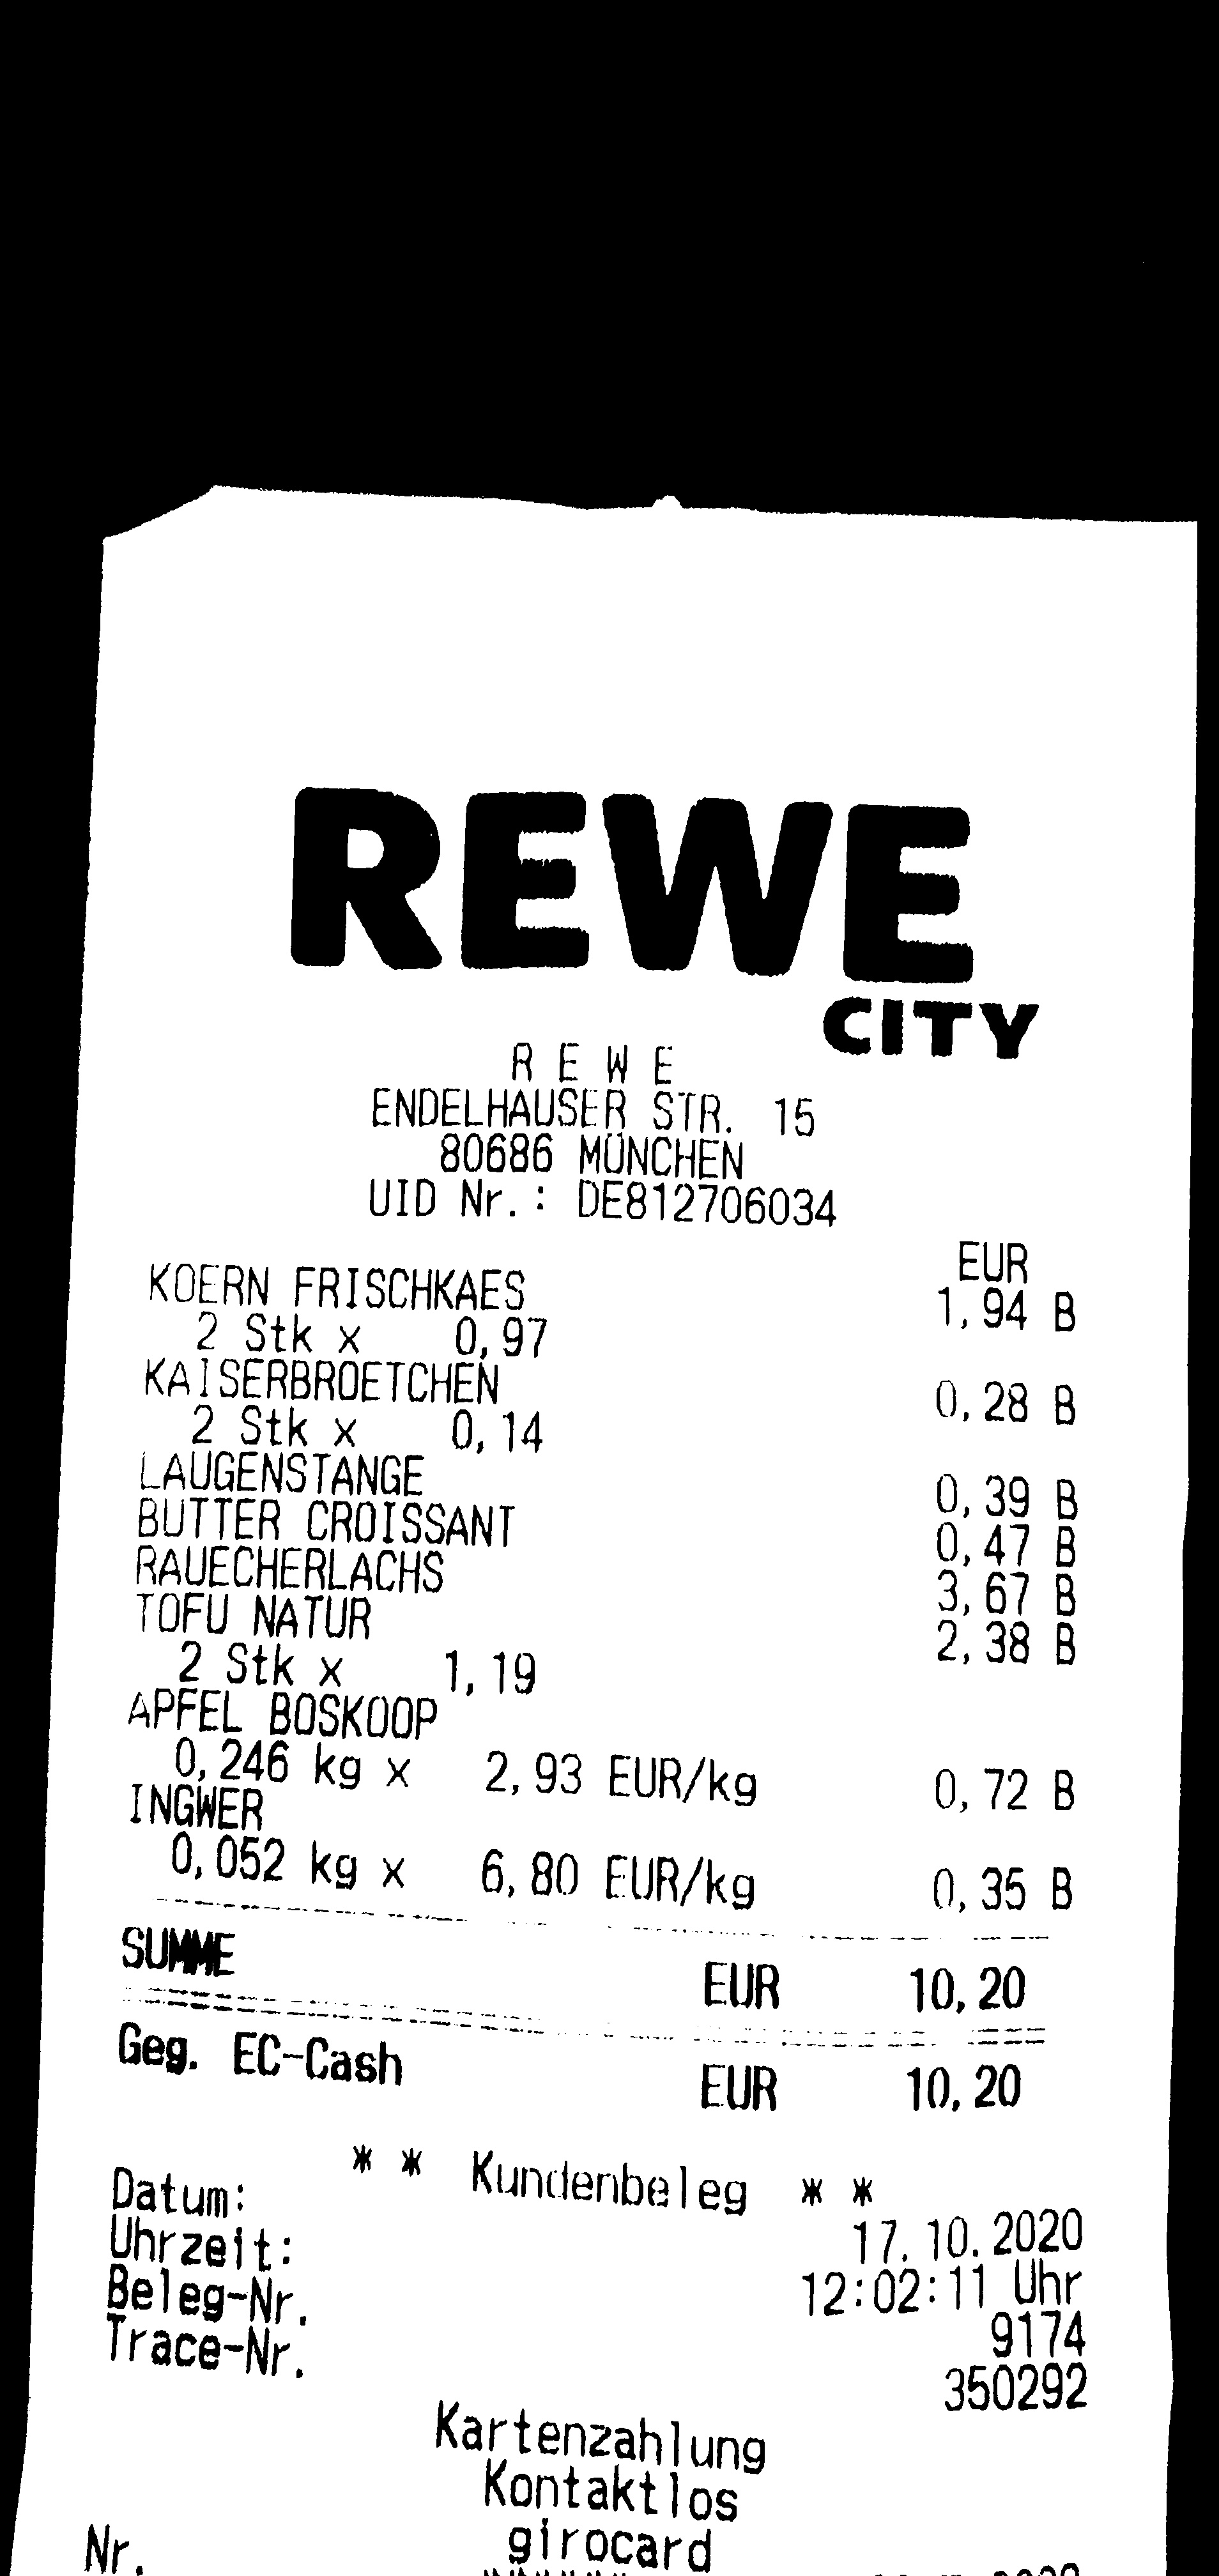 REWE
CITY
R E W E
ENDELHAUSER STR. 15
80686 MÜNCHEN
UID Nr.: DE812706034
EUR
KOERN FRISCHKAES 1,94 B
2 Stk x 0,97
KAISERBROETCHEN 0,28 B
2 Stk x 0,14
LAUGENSTANGE 0,39 B
BUTTER CROISSANT 0,47 B
RAUECHERLACHS 3,67 B
TOFU NATUR 2,38 B
2 Stk x 1,19
APFEL BOSKOOP
0,246 kg x 2,93 EUR/kg 0,72 B
INGWER
0,052 kg x 6,80 EUR/kg 0,35 B
SUMME EUR 10,20
Geg. EC-Cash EUR 10,20
* * Kundenbeleg * *
Datum: 17.10.2020
Uhrzeit: 12:02:11 Uhr
Beleg-Nr. 9174
Trace-Nr. 350292
Kartenzahlung
Kontaktlos
girocard
Nr.